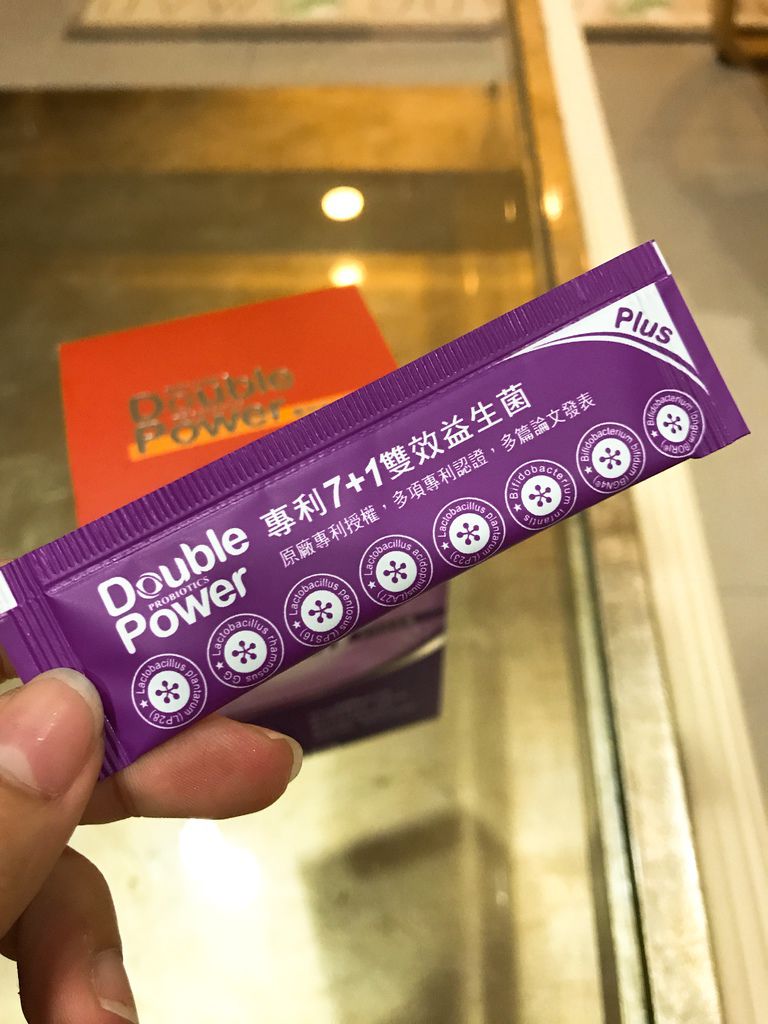 Plus
Double
PROBIOTICS
Power
專利7+1雙效益生菌
原廠專利授權，多項專利認證，多篇論文發表
Lactobacillus plantarum (LP28)
Lactobacillus rhamnosus GG
Lactobacillus pentosus (LPS16)
Lactobacillus acidophilus (LA27)
Lactobacillus plantarum (LP23)
Bifidobacterium infantis
Bifidobacterium bifidum (BGN4®)
Bifidobacterium longum (BORI®)
Double
Power